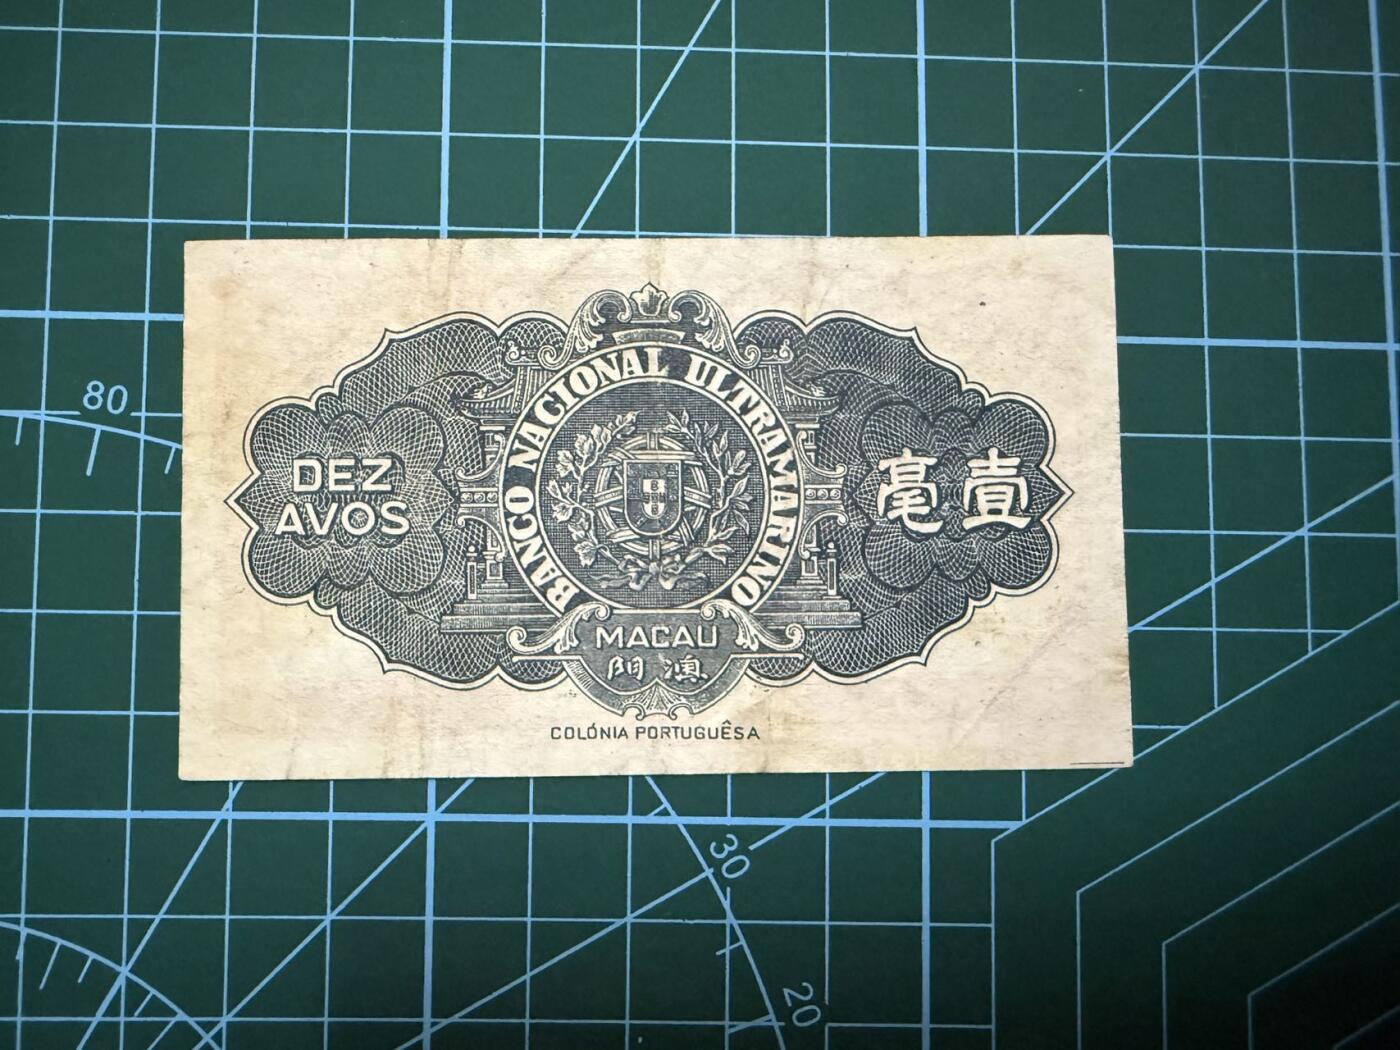 80
BANCO NACIONAL ULTRAMARINO
DEZ
AVOS
毫壹
MACAU
門澳
COLÓNIA PORTUGUÊSA
30
20